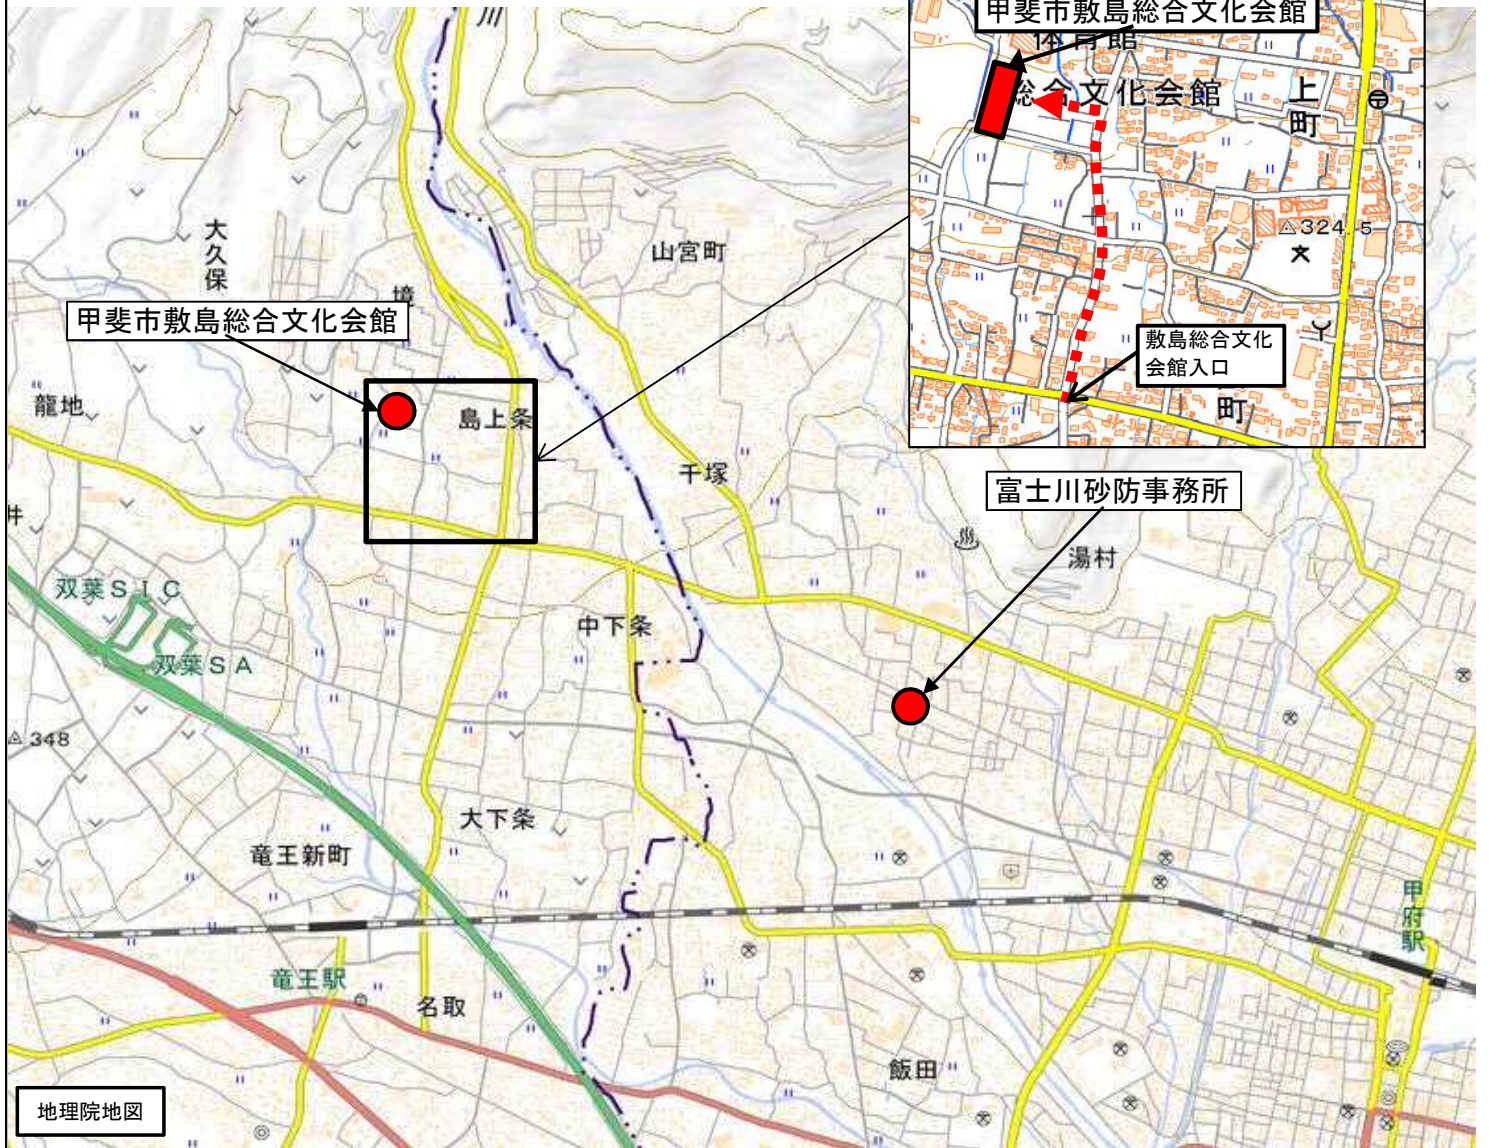 川
甲斐市敷島総合文化会館
体育館
総合文化会館
上町
324.5
敷島総合文化
会館入口
町
大久保
山宮町
境
甲斐市敷島総合文化会館
龍地
島上条
千塚
富士川砂防事務所
井
湯村
双葉SIC
中下条
双葉SA
348
大下条
竜王新町
甲府駅
竜王駅
名取
飯田
地理院地図